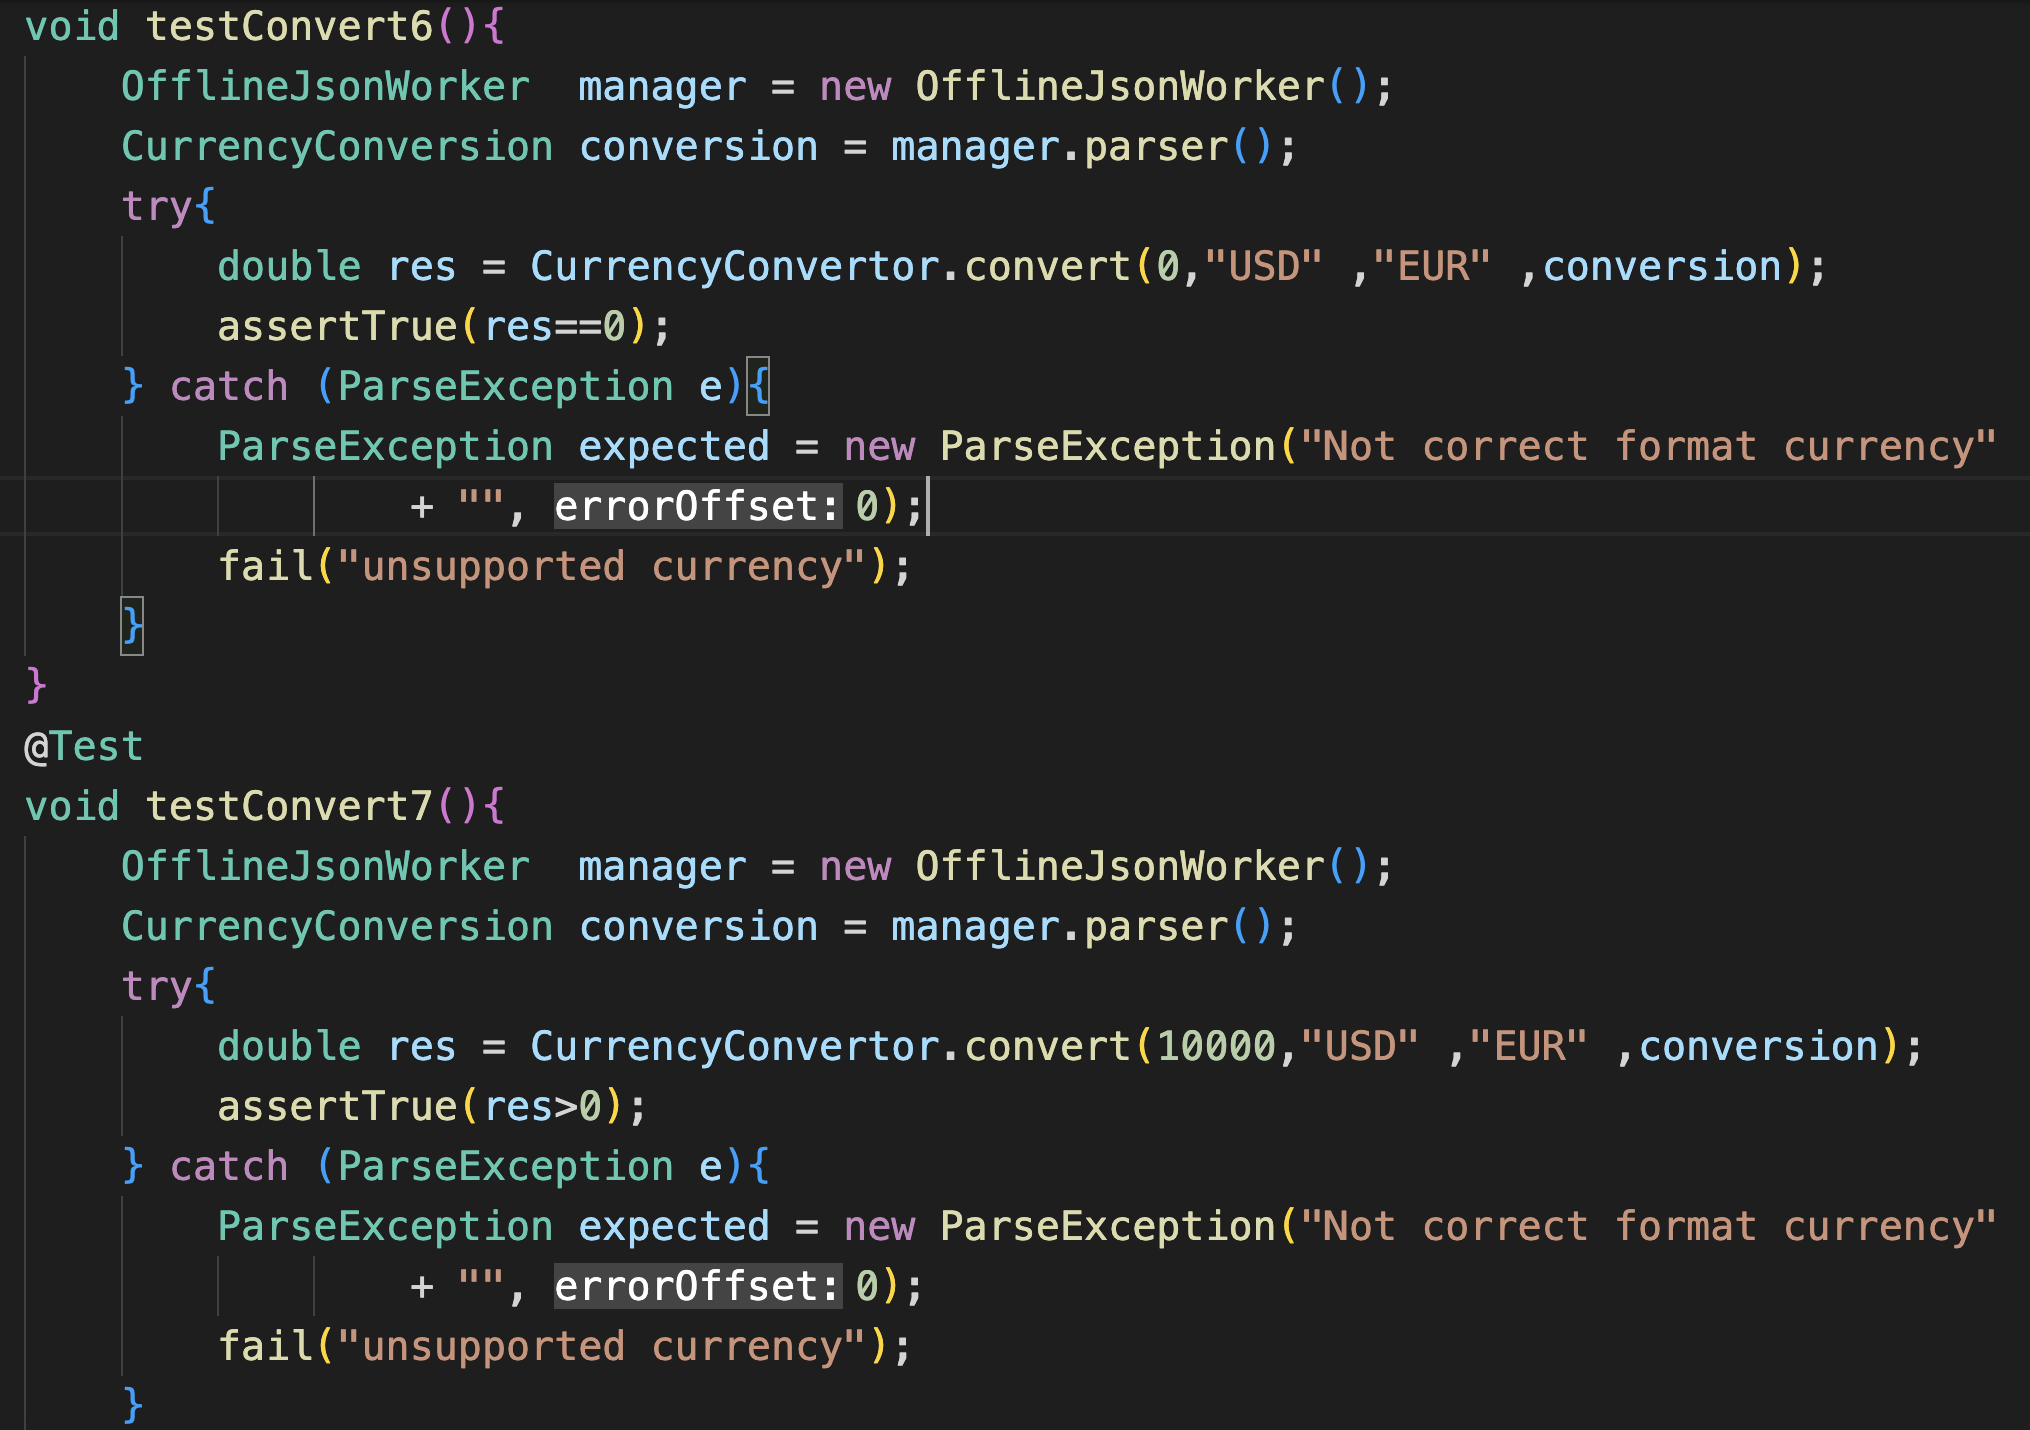 void testConvert6(){
    OfflineJsonWorker  manager = new OfflineJsonWorker();
    CurrencyConversion conversion = manager.parser();
    try{
        double res = CurrencyConvertor.convert(0,"USD" ,"EUR" ,conversion);
        assertTrue(res==0);
    } catch (ParseException e){
        ParseException expected = new ParseException("Not correct format currency"
                + "", errorOffset: 0);
        fail("unsupported currency");
    }
}
@Test
void testConvert7(){
    OfflineJsonWorker  manager = new OfflineJsonWorker();
    CurrencyConversion conversion = manager.parser();
    try{
        double res = CurrencyConvertor.convert(10000,"USD" ,"EUR" ,conversion);
        assertTrue(res>0);
    } catch (ParseException e){
        ParseException expected = new ParseException("Not correct format currency"
                + "", errorOffset: 0);
        fail("unsupported currency");
    }